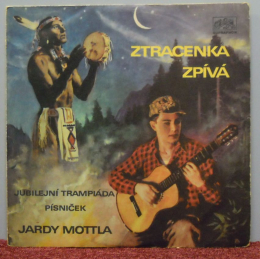 ZTRACENKA
ZPÍVÁ
JUBILEJNÍ TRAMPIÁDA
PÍSNIČEK
JARDY MOTTLA